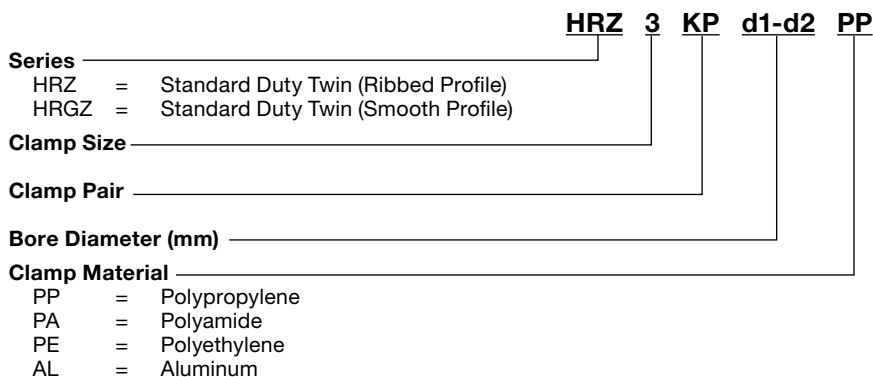 HRZ 3 KP d1-d2 PP
Series
HRZ = Standard Duty Twin (Ribbed Profile)
HRGZ = Standard Duty Twin (Smooth Profile)
Clamp Size
Clamp Pair
Bore Diameter (mm)
Clamp Material
PP = Polypropylene
PA = Polyamide
PE = Polyethylene
AL = Aluminum